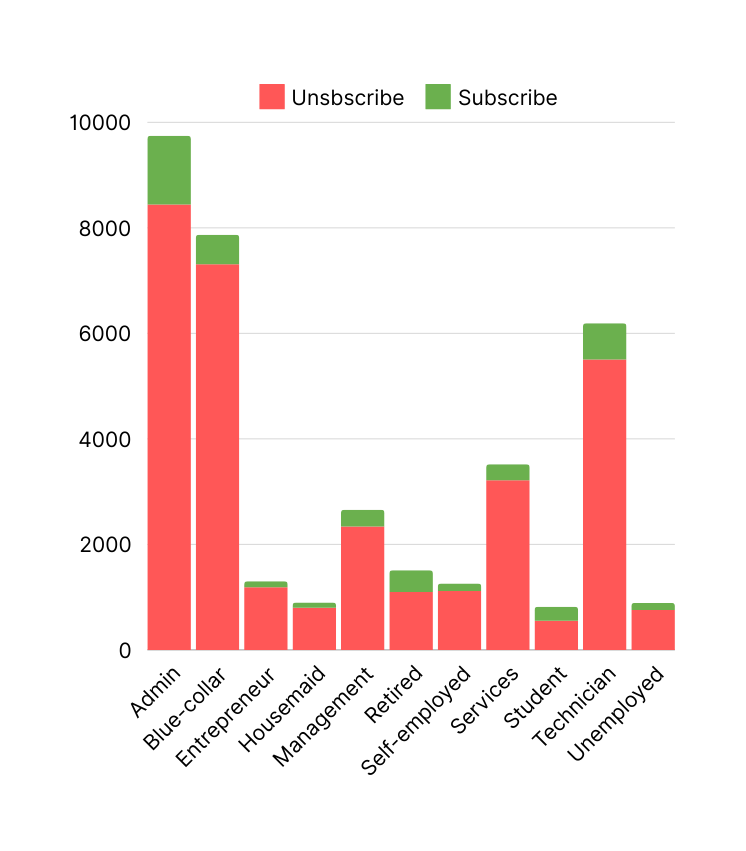 Unsbscribe Subscribe
10000
8000
6000
4000
2000
0
Admin
Blue-collar
Entrepreneur
Housemaid
Management
Retired
Self-employed
Services
Student
Technician
Unemployed